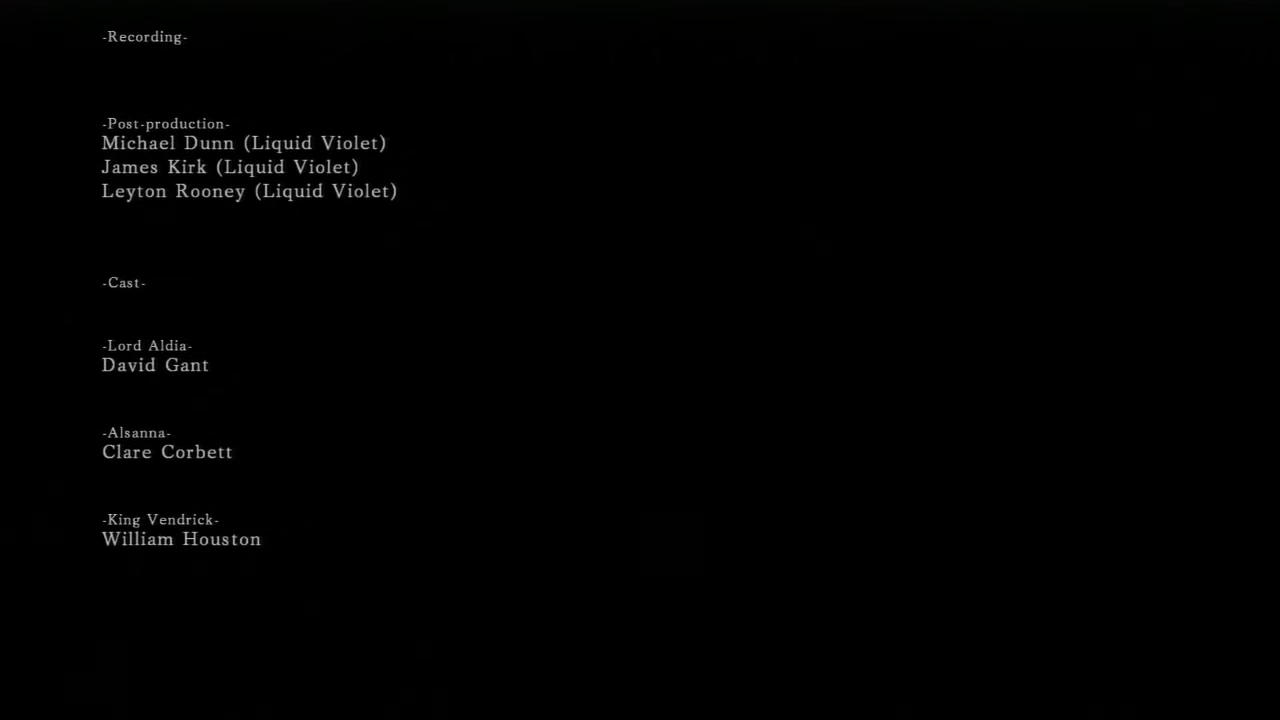 -Recording-
-Post-production-
Michael Dunn (Liquid Violet)
James Kirk (Liquid Violet)
Leyton Rooney (Liquid Violet)
-Cast-
-Lord Aldia-
David Gant
-Alsanna-
Clare Corbett
-King Vendrick-
William Houston